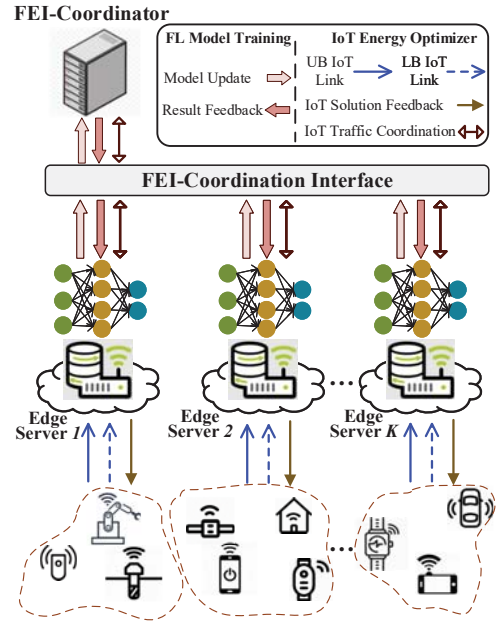 FEI-Coordinator
FL Model Training
IoT Energy Optimizer
Model Update
UB IoT
Link
LB IoT
Link
Result Feedback
IoT Solution Feedback
IoT Traffic Coordination
FEI-Coordination Interface
Edge
Server 1
Edge
Server 2
...
Edge
Server K
...